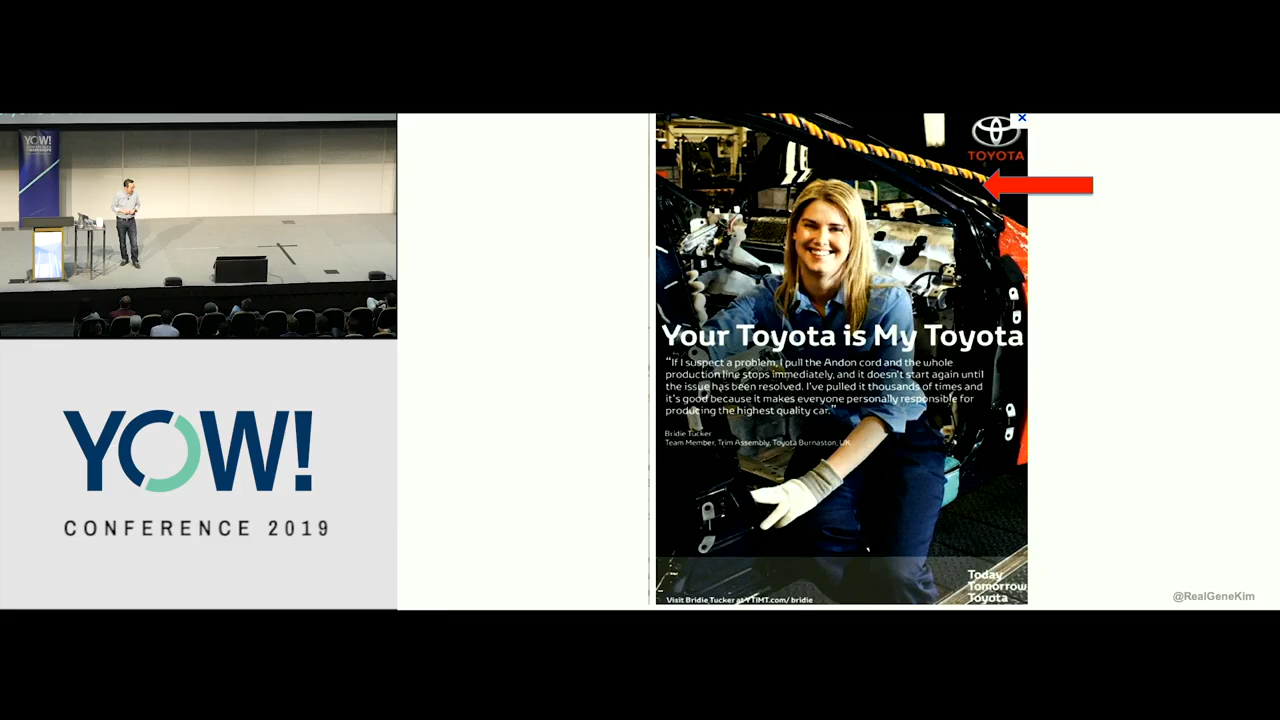 YOW!
YOW!
CONFERENCE 2019
TOYOTA
Your Toyota is My Toyota
“If I suspect a problem, I pull the Andon cord and the whole
production line stops immediately, and it doesn't start again until
the issue has been resolved. I've pulled it thousands of times and
it's good because it makes everyone personally responsible for
producing the highest quality car.”
Bridie Tucker
Team Member, Trim Assembly, Toyota Burnaston, UK
Today
Tomorrow
Toyota
Visit Bridie Tucker at YTIMT.com/ bridie
@RealGeneKim